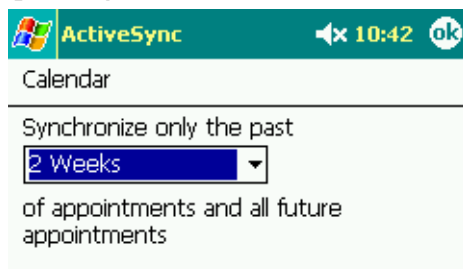 ActiveSync 10:42 ok
Calendar
Synchronize only the past
2 Weeks
of appointments and all future
appointments